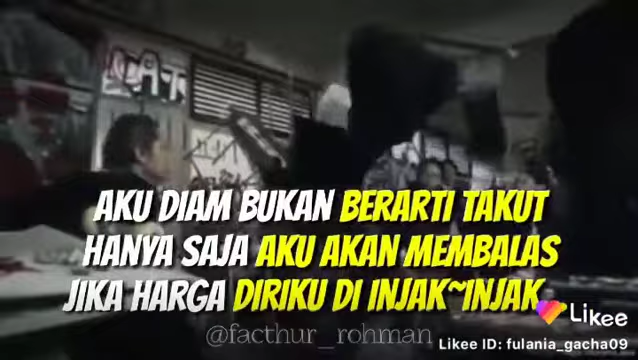 AKU DIAM BUKAN BERARTI TAKUT
HANYA SAJA AKU AKAN MEMBALAS
JIKA HARGA DIRIKU DI INJAK~INJAK
Likee
@facthur_rohman
Likee ID: fulania_gacha09